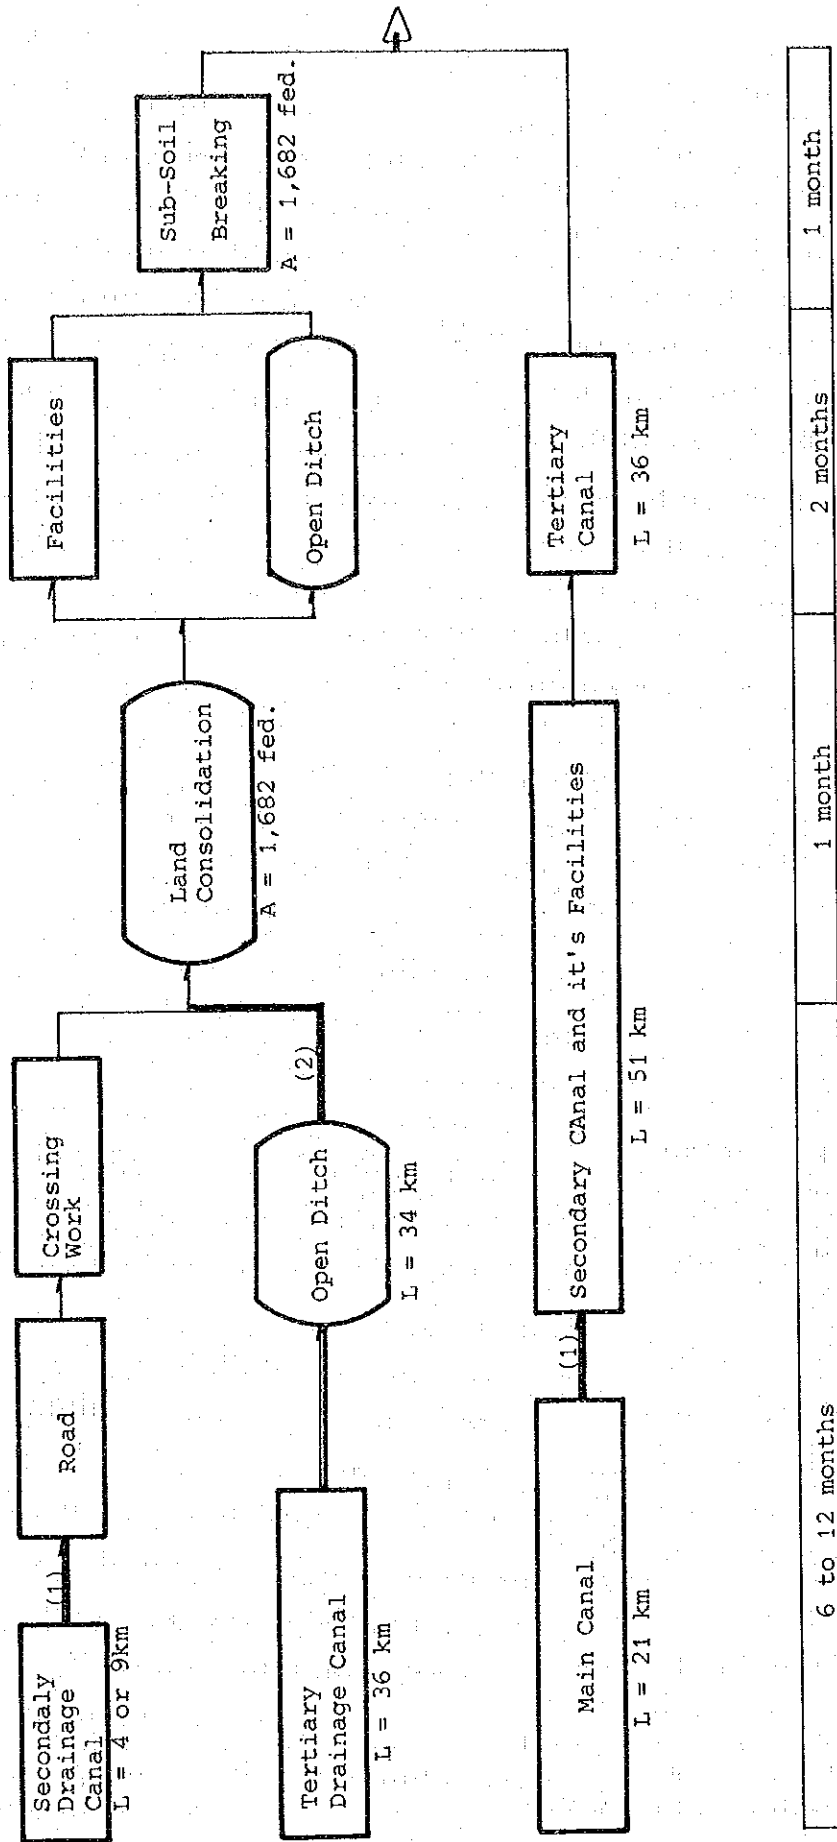 Secondaly
Drainage
Canal
L = 4 or 9km
(1)
Road
Crossing
Work
Tertiary
Drainage Canal
L = 36 km
Open Ditch
L = 34 km
(2)
Land
Consolidation
A = 1,682 fed.
Facilities
Open Ditch
Sub-Soil
Breaking
A = 1,682 fed.
Main Canal
L = 21 km
(1)
Secondary CAnal and it's Facilities
L = 51 km
Tertiary
Canal
L = 36 km
6 to 12 months
1 month
2 months
1 month